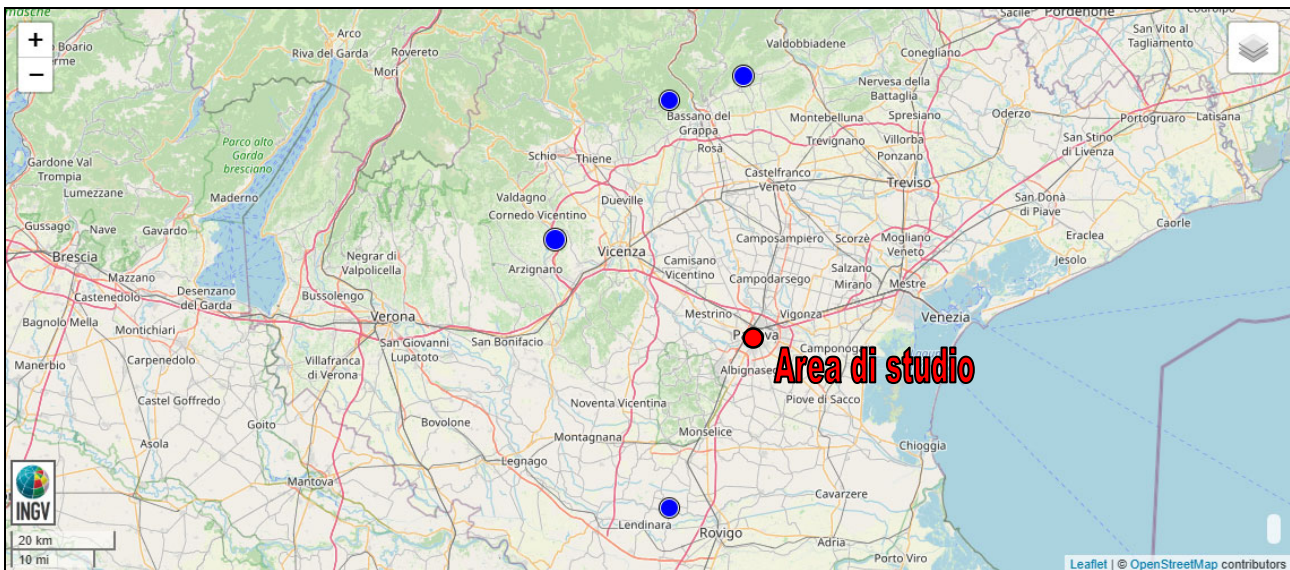 masche
Sacile
Pordenone
Codroipo
+
−
Boario
erme
Arco
Riva del Garda
Rovereto
Mori
Valdobbiadene
Conegliano
San Vito al
Tagliamento
Nervesa della
Battaglia
Bassano del
Grappa
Montebelluna
Spresiano
Oderzo
Portogruaro
Latisana
Rosà
Trevignano
Villorba
Ponzano
San Stino
di Livenza
Parco alto
Garda
bresciano
Gardone Val
Trompia
Lumezzane
Maderno
Schio
Thiene
Castelfranco
Veneto
Treviso
Valdagno
Cornedo Vicentino
Dueville
San Donà
di Piave
Caorle
Gussago
Nave
Gavardo
Brescia
Negrar di
Valpolicella
Arzignano
Vicenza
Camposampiero
Scorzè
Mogliano
Veneto
Eraclea
Jesolo
Mazzano
Castenedolo
Desenzano
del Garda
Bussolengo
Camisano
Vicentino
Campodarsego
Salzano
Mirano
Mestre
Bagnolo Mella
Montichiari
Verona
San Giovanni
Lupatoto
San Bonifacio
Mestrino
Vigonza
Venezia
Manerbio
Carpenedolo
Villafranca
di Verona
Albignase
Area di studio
Castel Goffredo
Goito
Bovolone
Noventa Vicentina
Piove di Sacco
Asola
Montagnana
Monselice
Chioggia
Legnago
Mantova
INGV
Cavarzere
Lendinara
Rovigo
Adria
Porto Viro
20 km
10 mi
Leaflet | © OpenStreetMap contributors